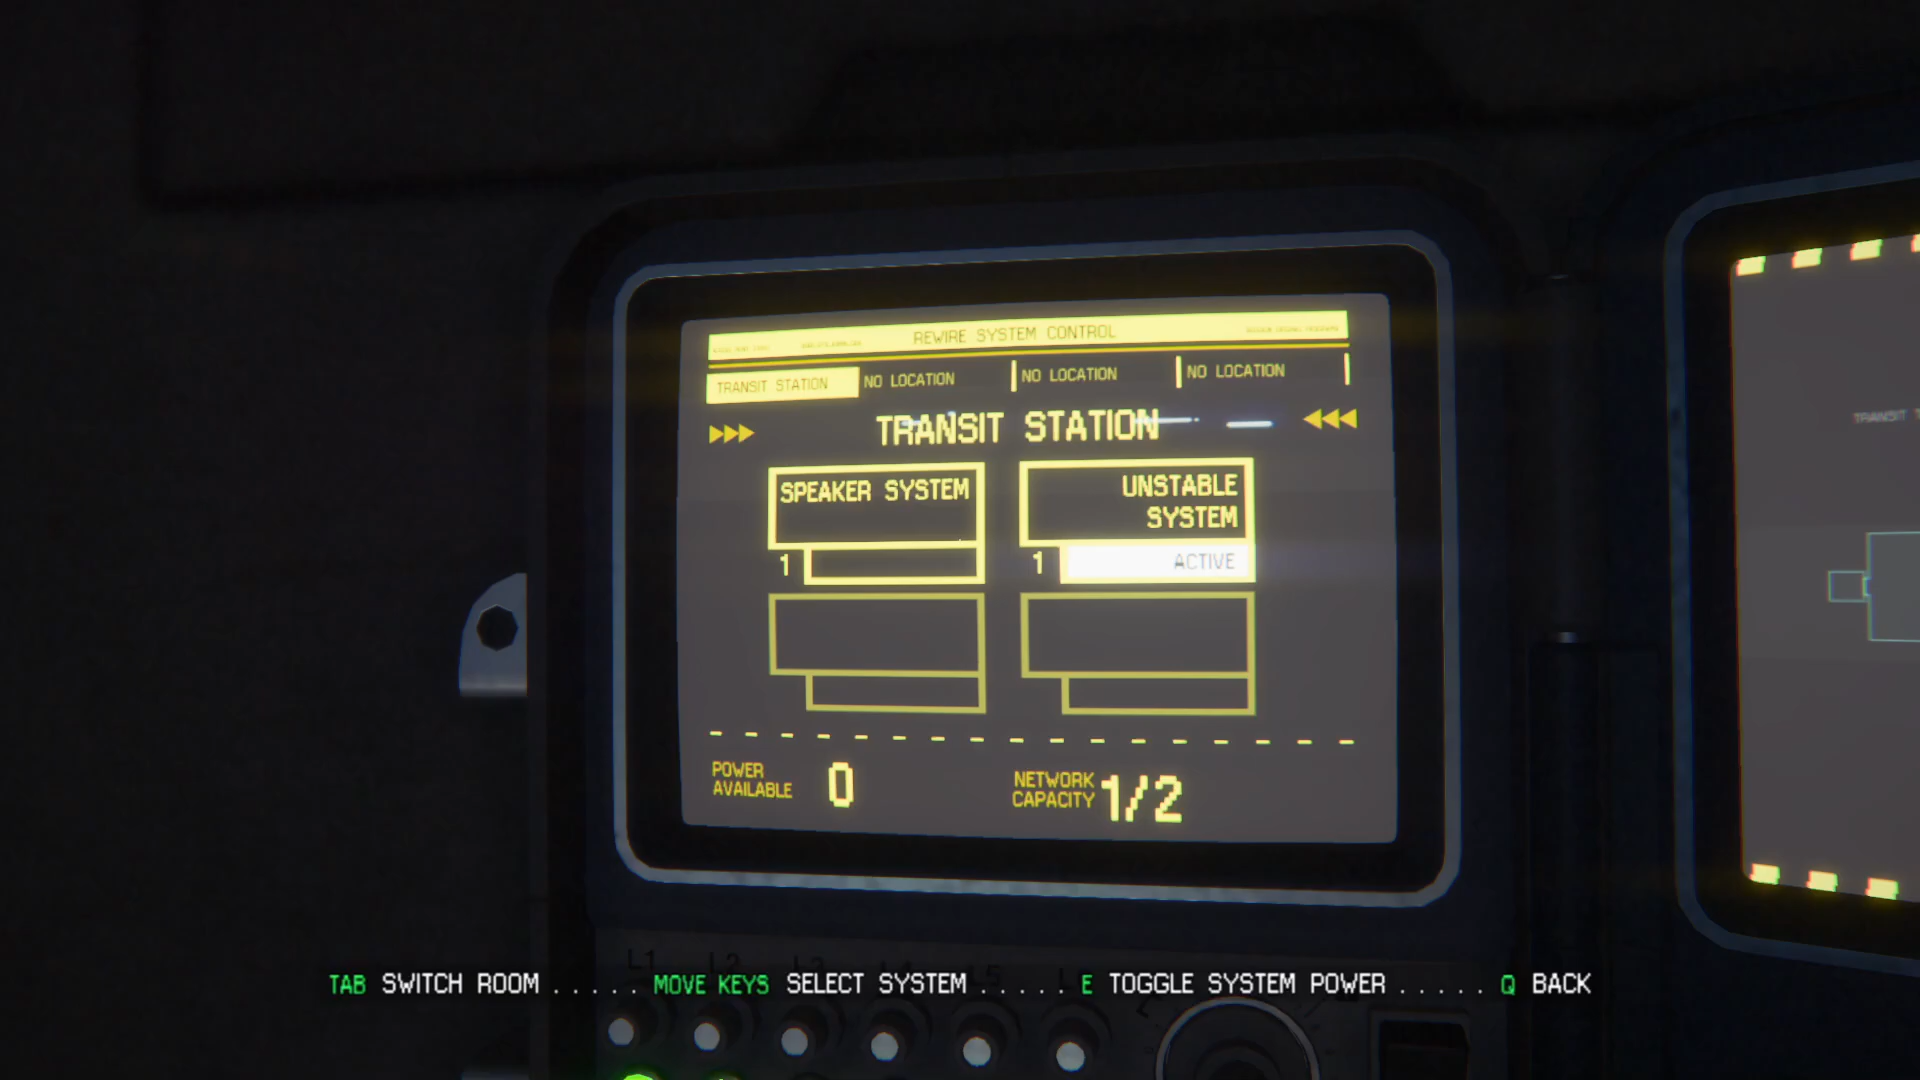 REWIRE SYSTEM CONTROL
TRANSIT STATION NO LOCATION NO LOCATION NO LOCATION
TRANSIT STATION
SPEAKER SYSTEM
1
UNSTABLE
SYSTEM
1 ACTIVE
POWER
AVAILABLE 0
NETWORK
CAPACITY 1/2
TRANSIT
L1
TAB SWITCH ROOM ..... MOVE KEYS SELECT SYSTEM ..... E TOGGLE SYSTEM POWER ..... Q BACK